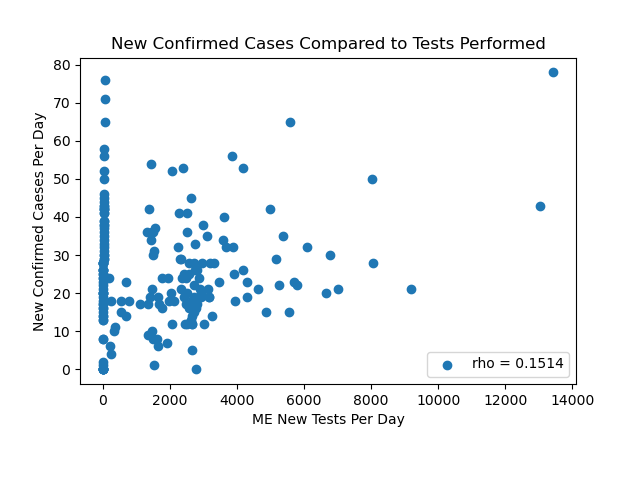 New Confirmed Cases Compared to Tests Performed
80
70
60
50
40
30
20
10
0
New Confirmed Caeses Per Day
rho = 0.1514
0 2000 4000 6000 8000 10000 12000 14000
ME New Tests Per Day